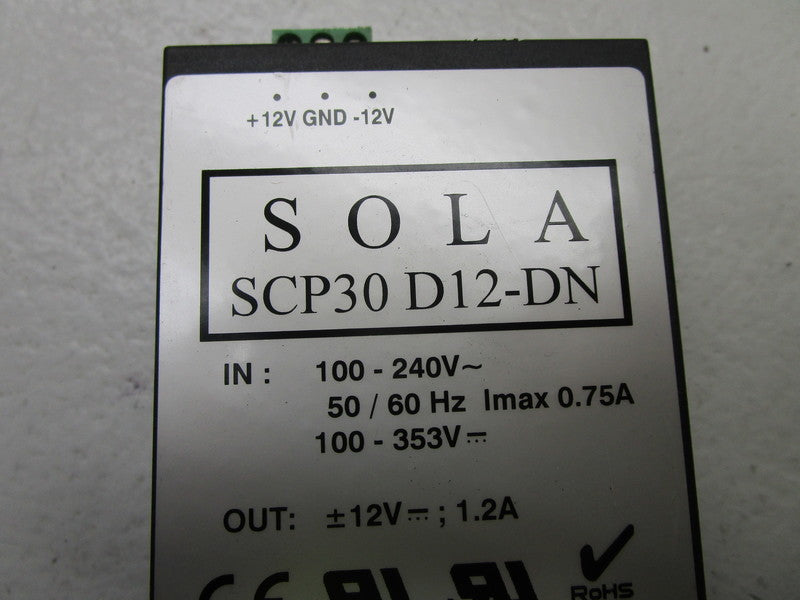 +12V GND -12V
S O L A
SCP30 D12-DN
IN : 100 - 240V~
50 / 60 Hz Imax 0.75A
100 - 353V⎓
OUT: ±12V⎓ ; 1.2A
CE
RoHS